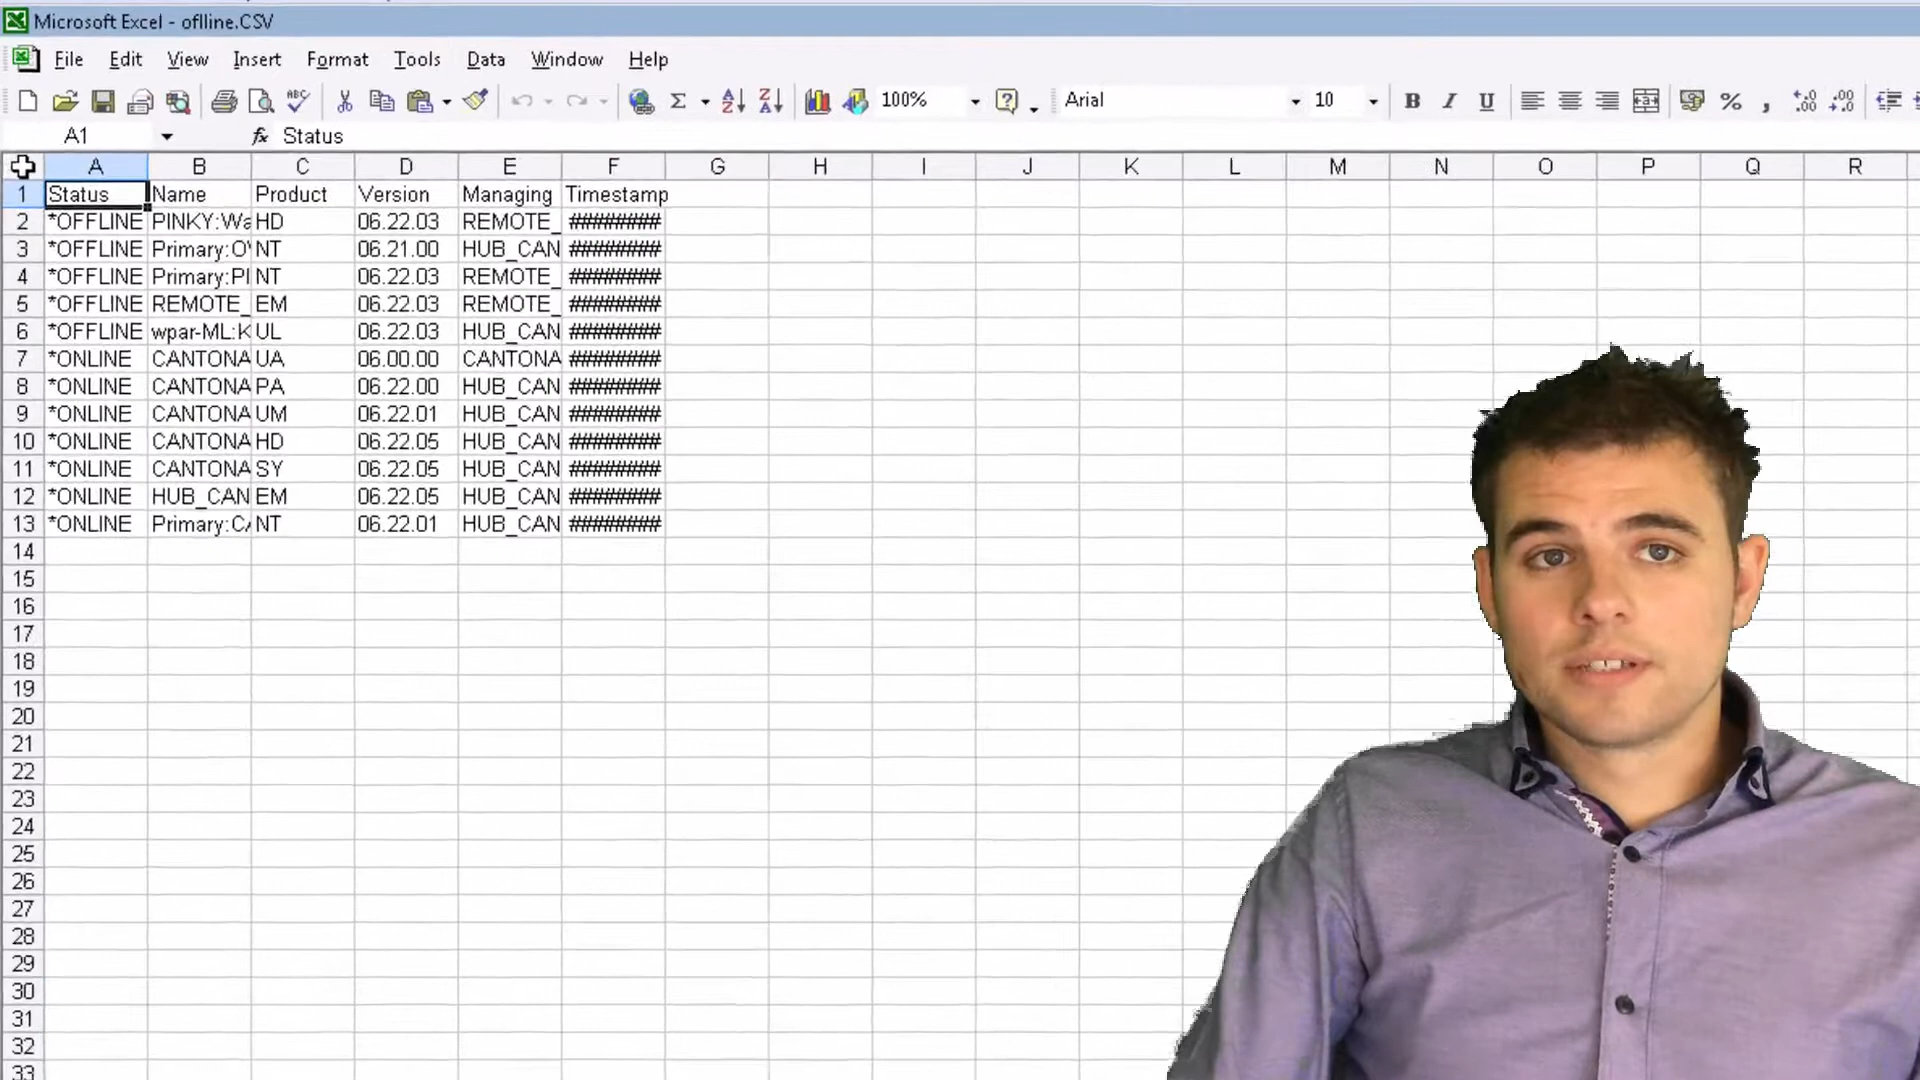 Microsoft Excel - oflline.CSV
File Edit View Insert Format Tools Data Window Help
100% Arial 10 B I U % ,
A1 fx Status
A B C D E F G H I J K L M N O P Q R
1 Status Name Product Version Managing Timestamp
2 *OFFLINE PINKY:Wa HD 06.22.03 REMOTE_ ########
3 *OFFLINE Primary:O NT 06.21.00 HUB_CAN ########
4 *OFFLINE Primary:PI NT 06.22.03 REMOTE_ ########
5 *OFFLINE REMOTE_ EM 06.22.03 REMOTE_ ########
6 *OFFLINE wpar-ML:K UL 06.22.03 HUB_CAN ########
7 *ONLINE CANTONA UA 06.00.00 CANTONA ########
8 *ONLINE CANTONA PA 06.22.00 HUB_CAN ########
9 *ONLINE CANTONA UM 06.22.01 HUB_CAN ########
10 *ONLINE CANTONA HD 06.22.05 HUB_CAN ########
11 *ONLINE CANTONA SY 06.22.05 HUB_CAN ########
12 *ONLINE HUB_CAN EM 06.22.05 HUB_CAN ########
13 *ONLINE Primary:CA NT 06.22.01 HUB_CAN ########
14
15
16
17
18
19
20
21
22
23
24
25
26
27
28
29
30
31
32
33